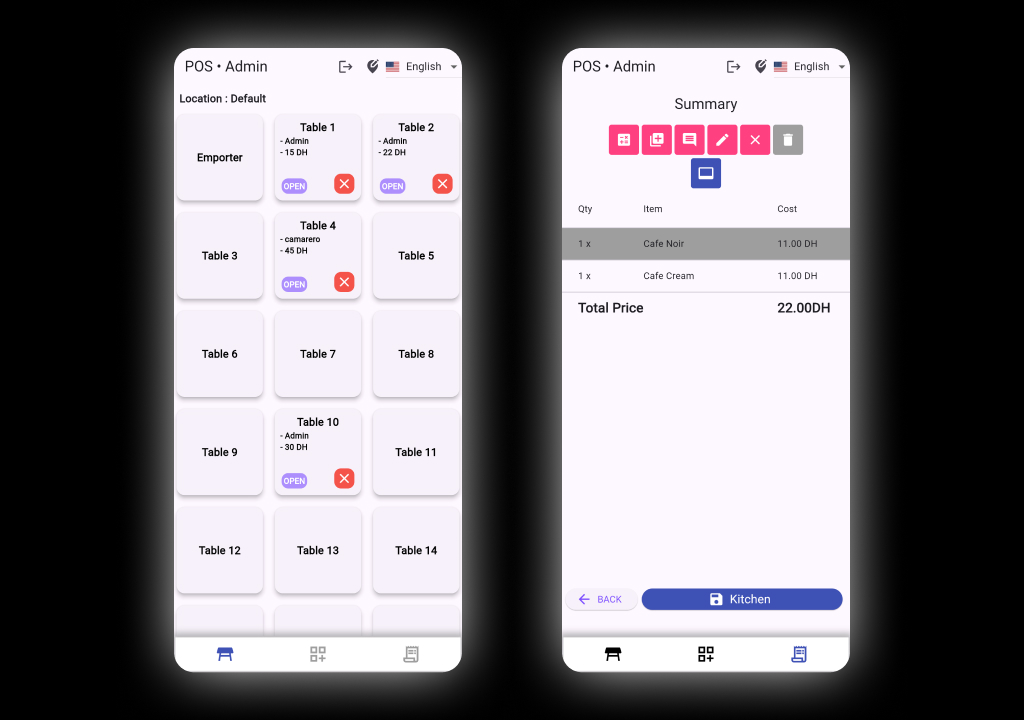 POS • Admin English
Location : Default
Emporter
Table 1
- Admin
- 15 DH
OPEN
Table 2
- Admin
- 22 DH
OPEN
Table 3
Table 4
- camarero
- 45 DH
OPEN
Table 5
Table 6
Table 7
Table 8
Table 9
Table 10
- Admin
- 30 DH
OPEN
Table 11
Table 12
Table 13
Table 14
POS • Admin English
Summary
Qty Item Cost
1 x Cafe Noir 11.00 DH
1 x Cafe Cream 11.00 DH
Total Price 22.00DH
BACK Kitchen